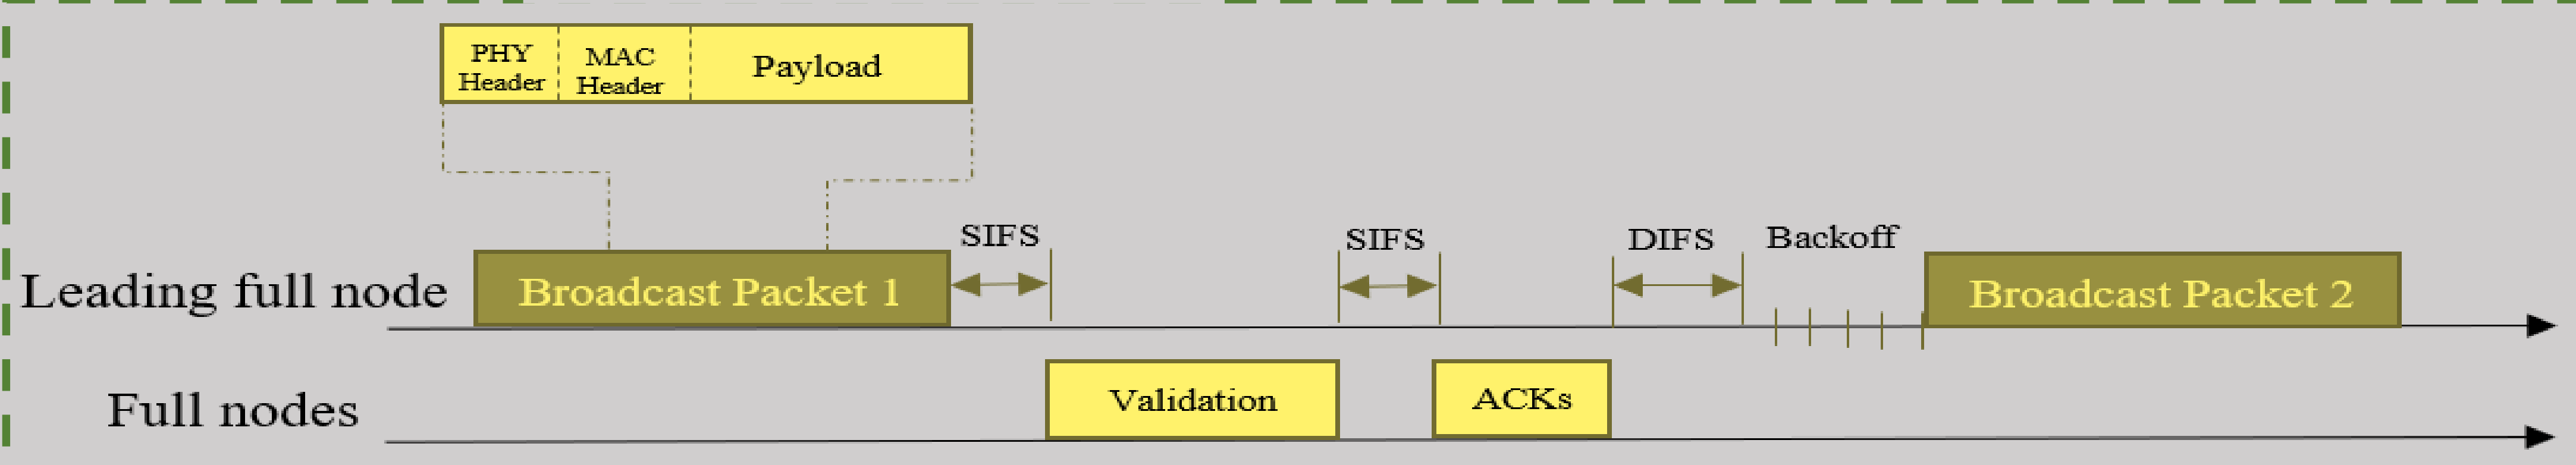 PHY
Header
MAC
Header
Payload
SIFS
SIFS
DIFS
Backoff
Leading full node
Broadcast Packet 1
Broadcast Packet 2
Full nodes
Validation
ACKs